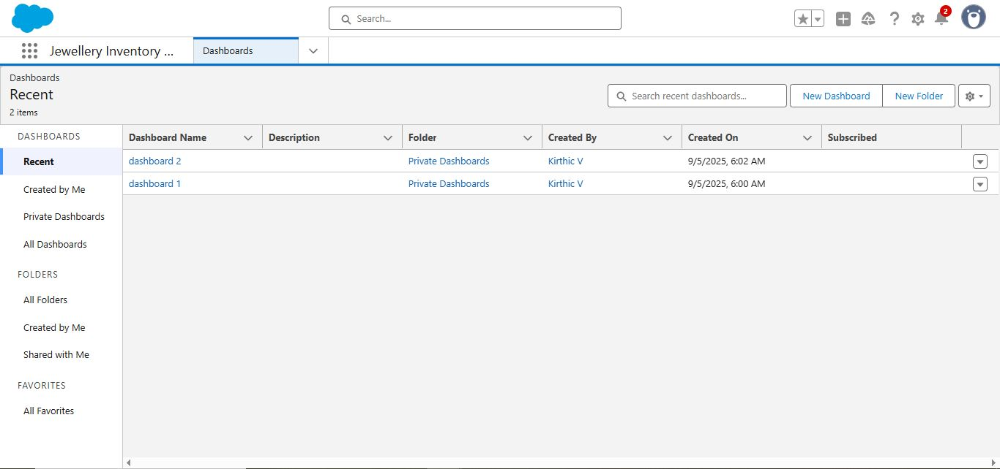 Search...
2
Jewellery Inventory ...
Dashboards
Dashboards
Recent
2 items
Search recent dashboards...
New Dashboard
New Folder
DASHBOARDS
Recent
Created by Me
Private Dashboards
All Dashboards
FOLDERS
All Folders
Created by Me
Shared with Me
FAVORITES
All Favorites
Dashboard Name Description Folder Created By Created On Subscribed
dashboard 2 Private Dashboards Kirthic V 9/5/2025, 6:02 AM
dashboard 1 Private Dashboards Kirthic V 9/5/2025, 6:00 AM